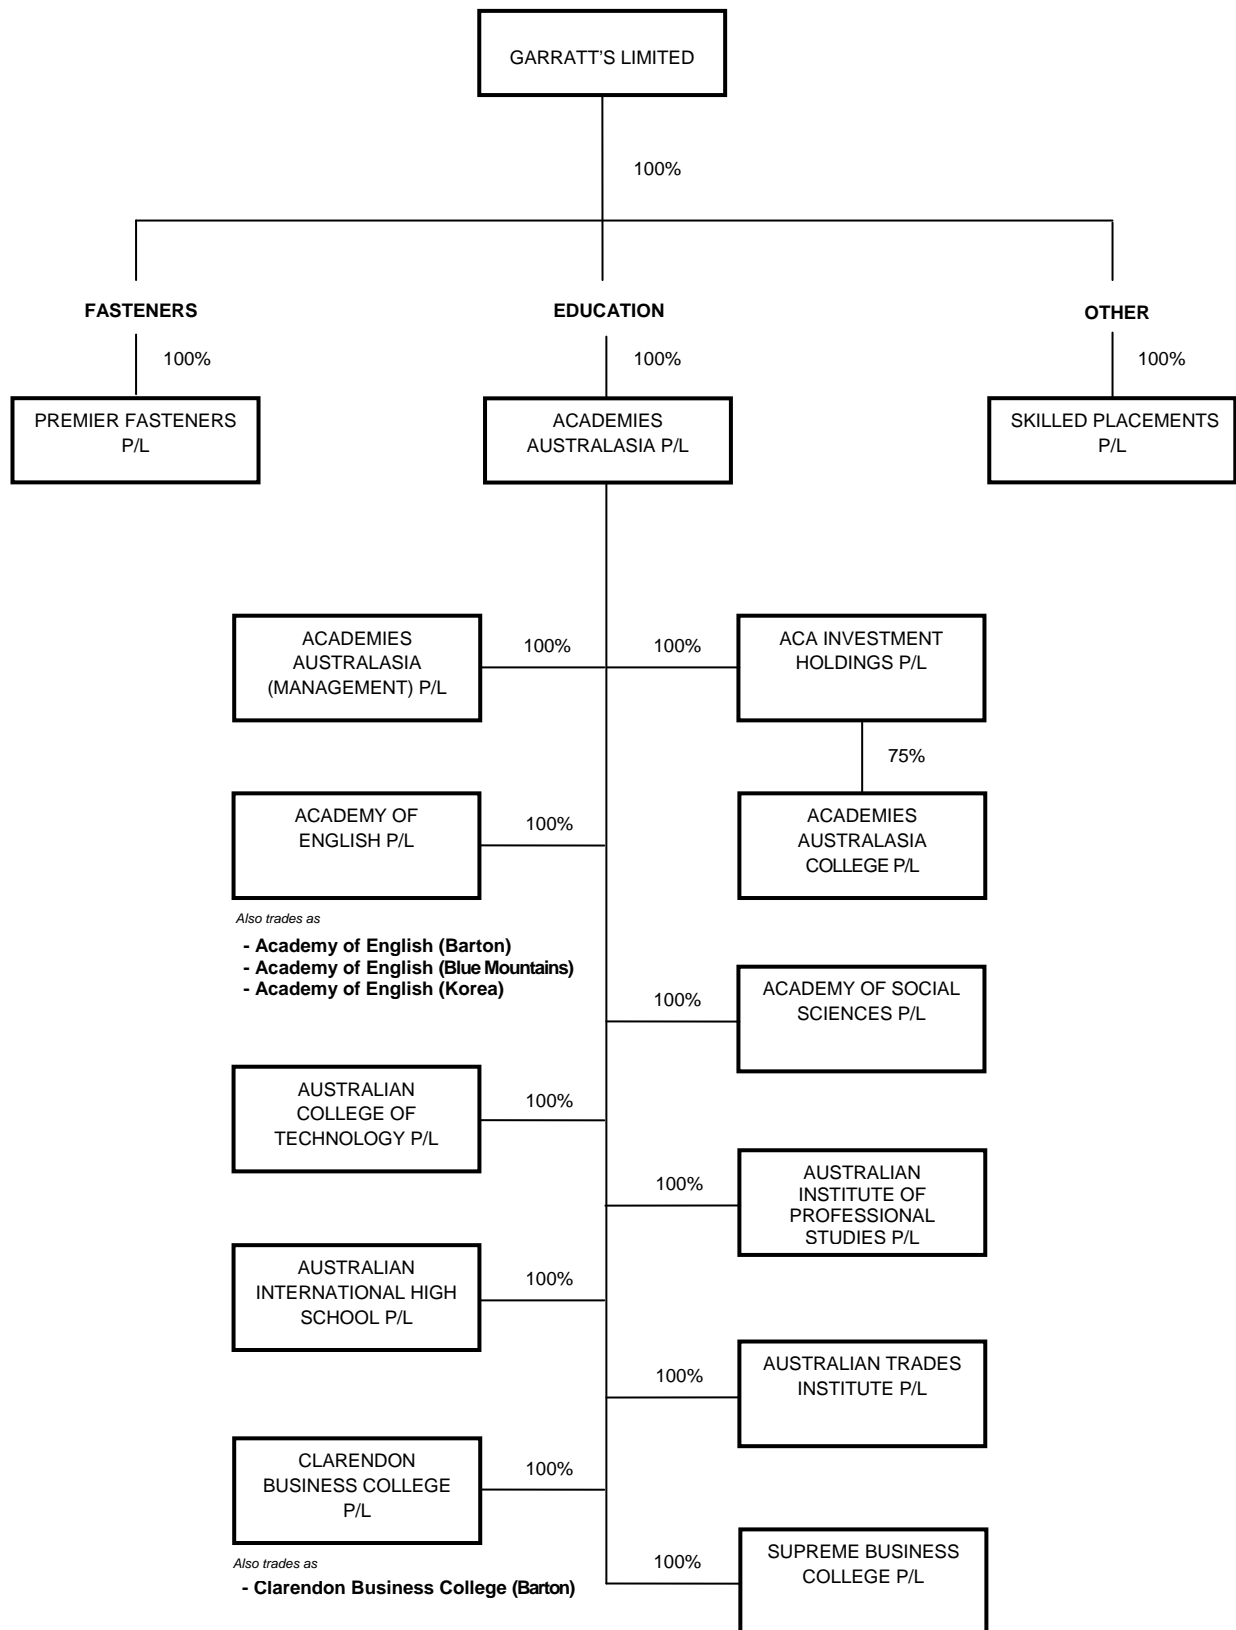 GARRATT'S LIMITED
100%
FASTENERS
EDUCATION
OTHER
100%
100%
100%
PREMIER FASTENERS
P/L
ACADEMIES
AUSTRALASIA P/L
SKILLED PLACEMENTS
P/L
ACADEMIES
AUSTRALASIA
(MANAGEMENT) P/L
100%
100%
ACA INVESTMENT
HOLDINGS P/L
75%
ACADEMY OF
ENGLISH P/L
100%
ACADEMIES
AUSTRALASIA
COLLEGE P/L
Also trades as
- Academy of English (Barton)
- Academy of English (Blue Mountains)
- Academy of English (Korea)
100%
ACADEMY OF SOCIAL
SCIENCES P/L
AUSTRALIAN
COLLEGE OF
TECHNOLOGY P/L
100%
100%
AUSTRALIAN
INSTITUTE OF
PROFESSIONAL
STUDIES P/L
AUSTRALIAN
INTERNATIONAL HIGH
SCHOOL P/L
100%
100%
AUSTRALIAN TRADES
INSTITUTE P/L
CLARENDON
BUSINESS COLLEGE
P/L
100%
Also trades as
- Clarendon Business College (Barton)
100%
SUPREME BUSINESS
COLLEGE P/L